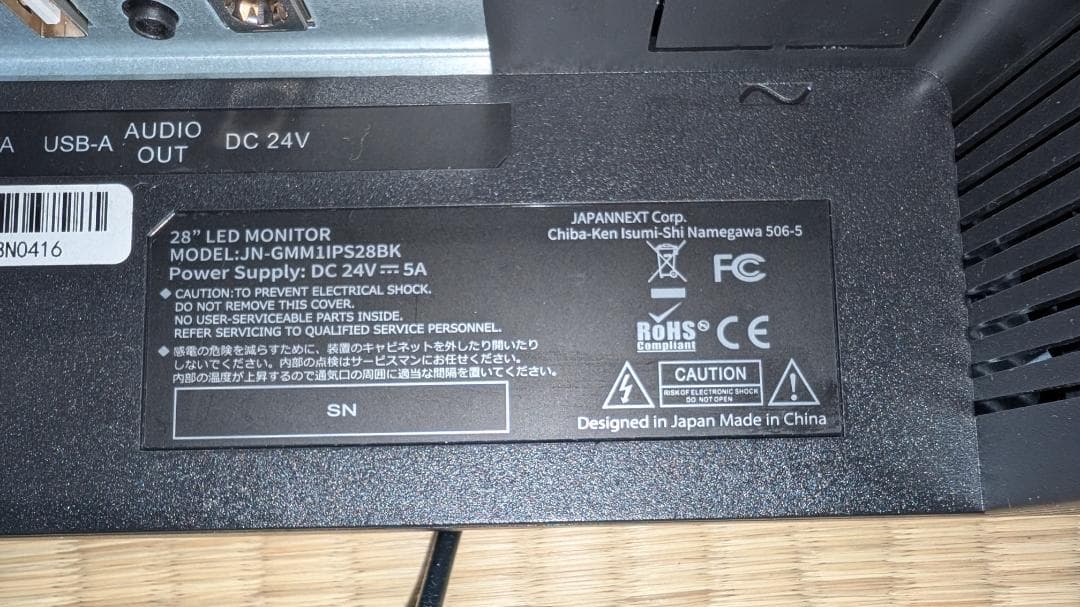 USB-A
AUDIO
OUT
DC 24V
3N0416
28” LED MONITOR
MODEL:JN-GMM1IPS28BK
Power Supply: DC 24V⎓5A
◆ CAUTION:TO PREVENT ELECTRICAL SHOCK.
DO NOT REMOVE THIS COVER.
NO USER-SERVICEABLE PARTS INSIDE.
REFER SERVICING TO QUALIFIED SERVICE PERSONNEL.
◆ 感電の危険を減らすために、装置のキャビネットを外したり開いたり
しないでください。内部の点検はサービスマンにお任せください。
内部の温度が上昇するので通気口の周囲に適当な間隔を置いてください。
SN
JAPANNEXT Corp.
Chiba-Ken Isumi-Shi Namegawa 506-5
FC
RoHS
Compliant
CE
CAUTION
RISK OF ELECTRONIC SHOCK
DO NOT OPEN
Designed in Japan Made in China